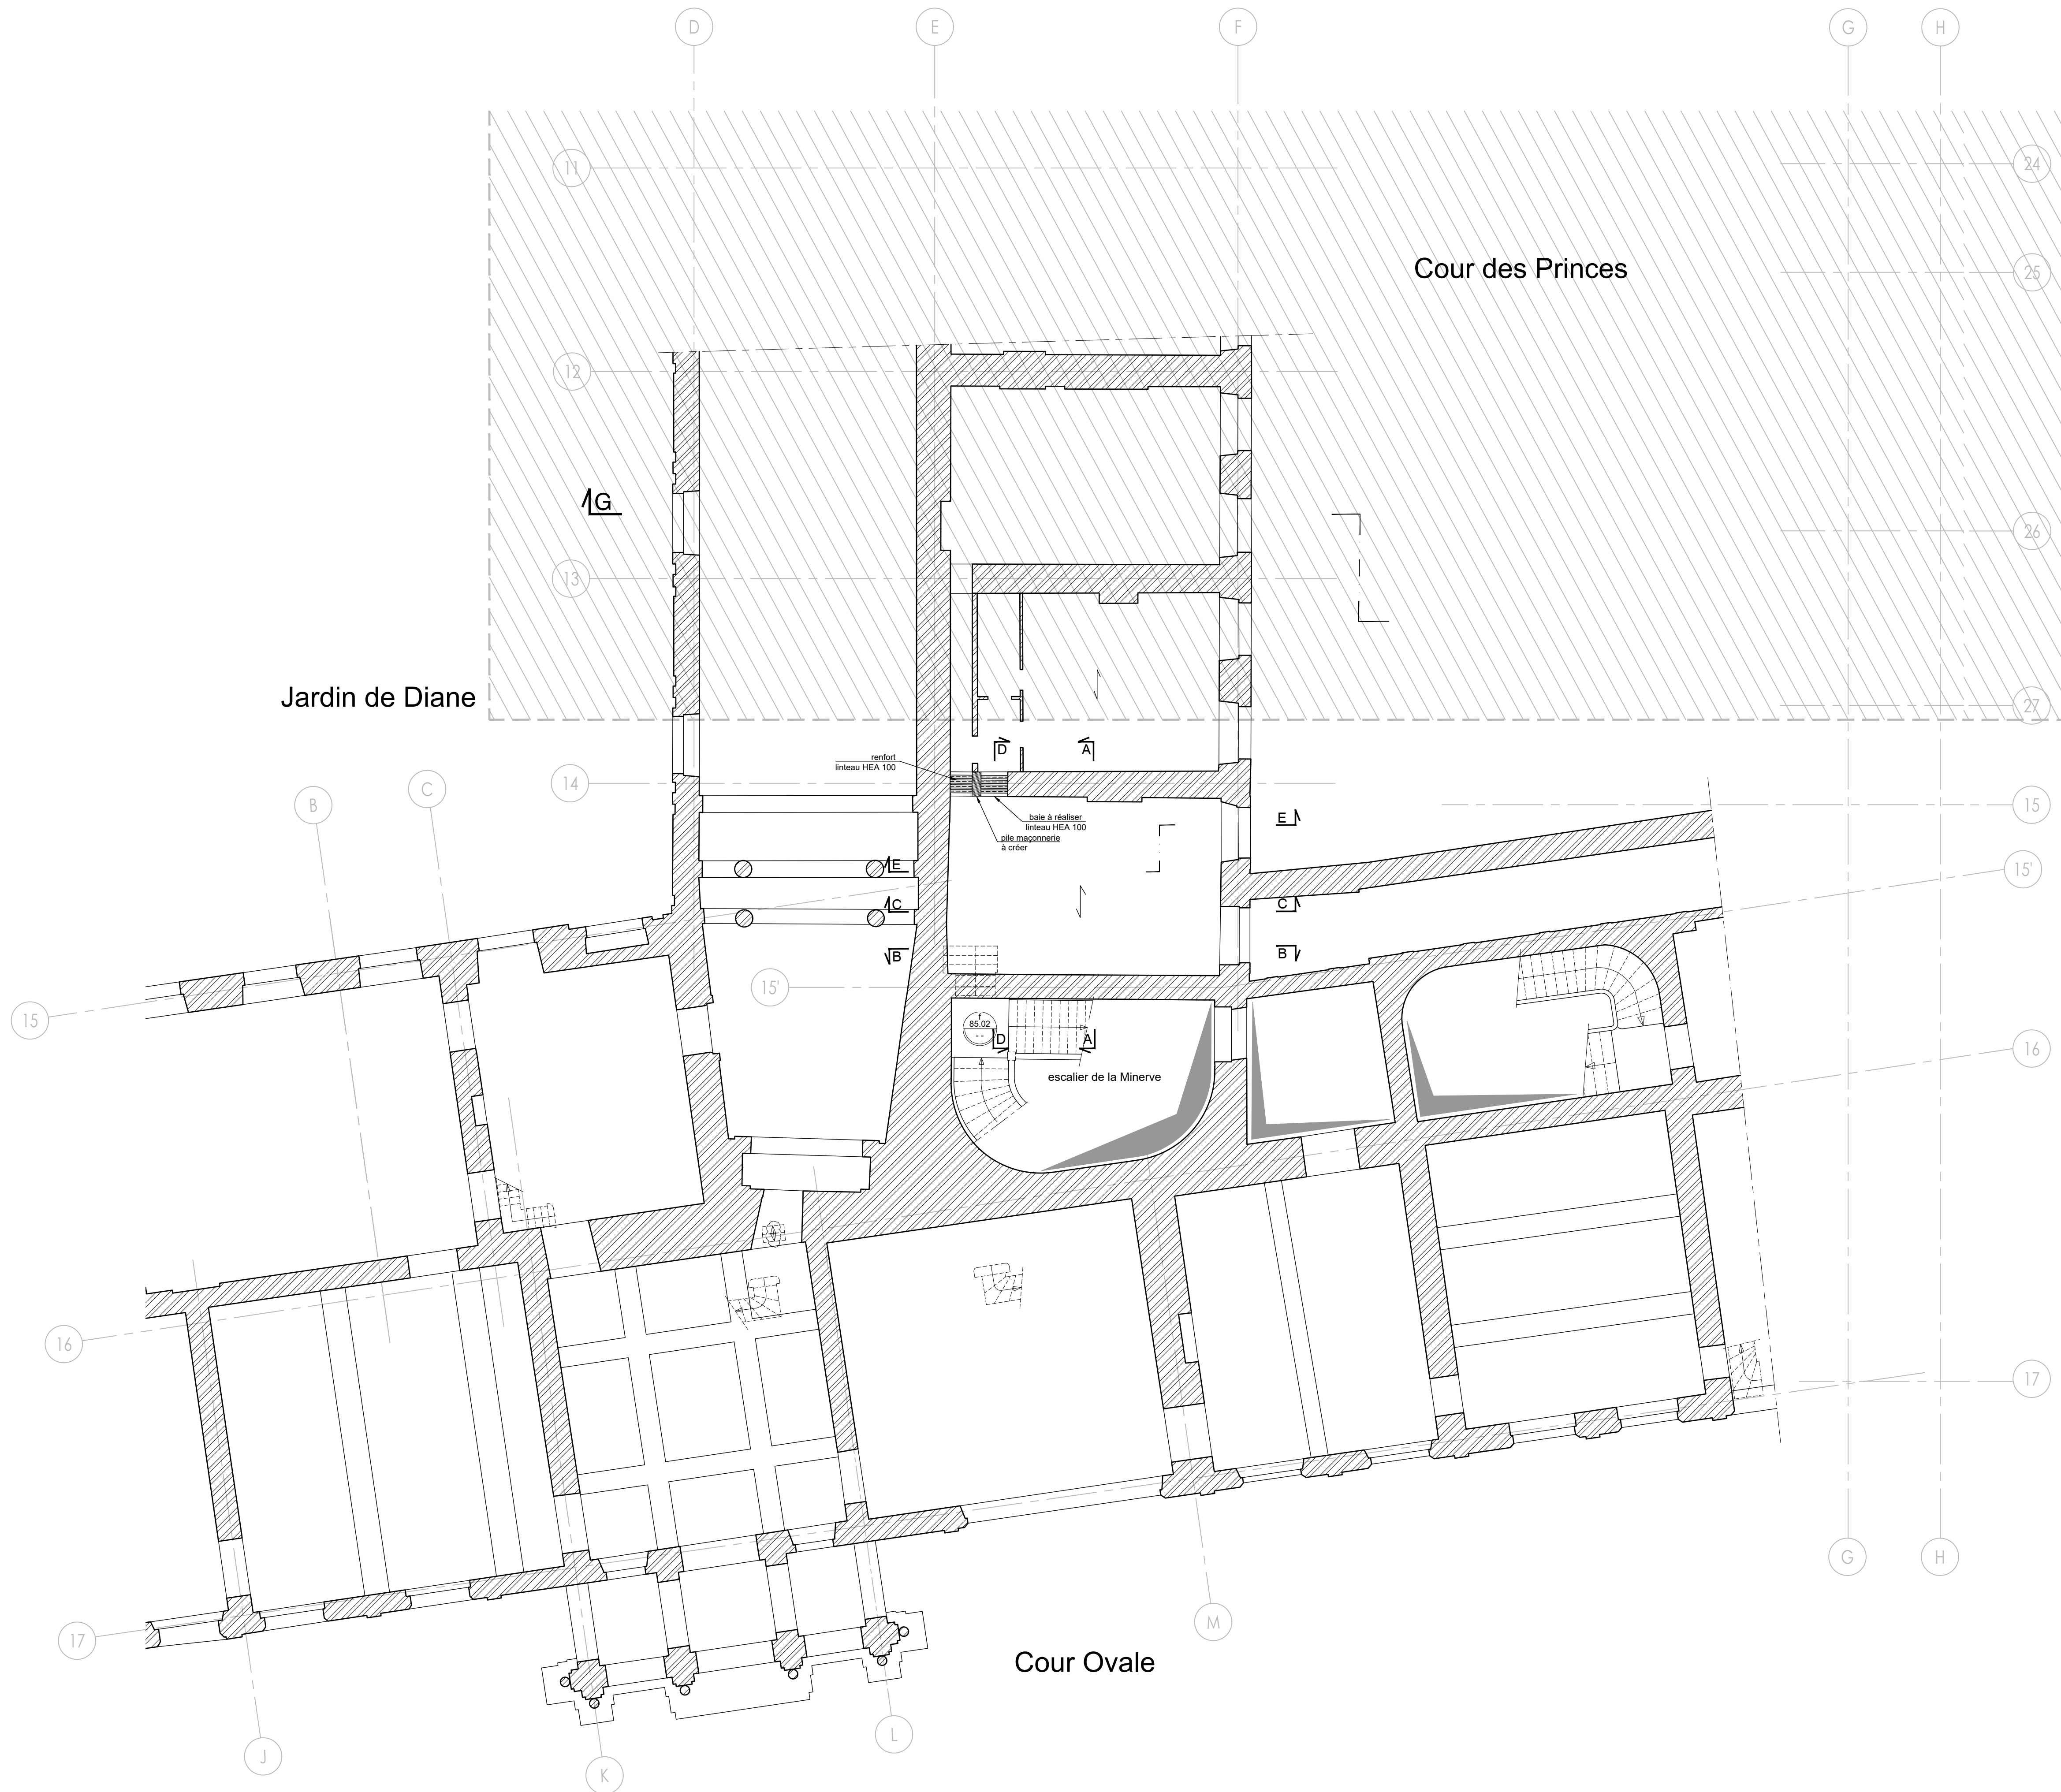 D
E
F
G
H
11
24
Cour des Princes
25
12
G
26
13
Jardin de Diane
27
D
A
renfort
linteau HEA 100
14
C
B
15
baie à réaliser
linteau HEA 100
pile maçonnerie
à créer
E
E
15'
C
C
B
B
15'
15
f
85.02
--
D
A
16
escalier de la Minerve
16
17
G
H
17
M
Cour Ovale
L
J
K